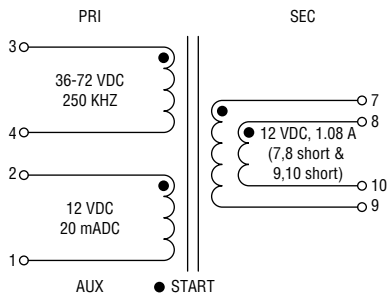 PRI
SEC
3
36-72 VDC
250 KHZ
4
2
12 VDC
20 mADC
1
7
8
12 VDC, 1.08 A
(7,8 short &
9,10 short)
10
9
AUX
START